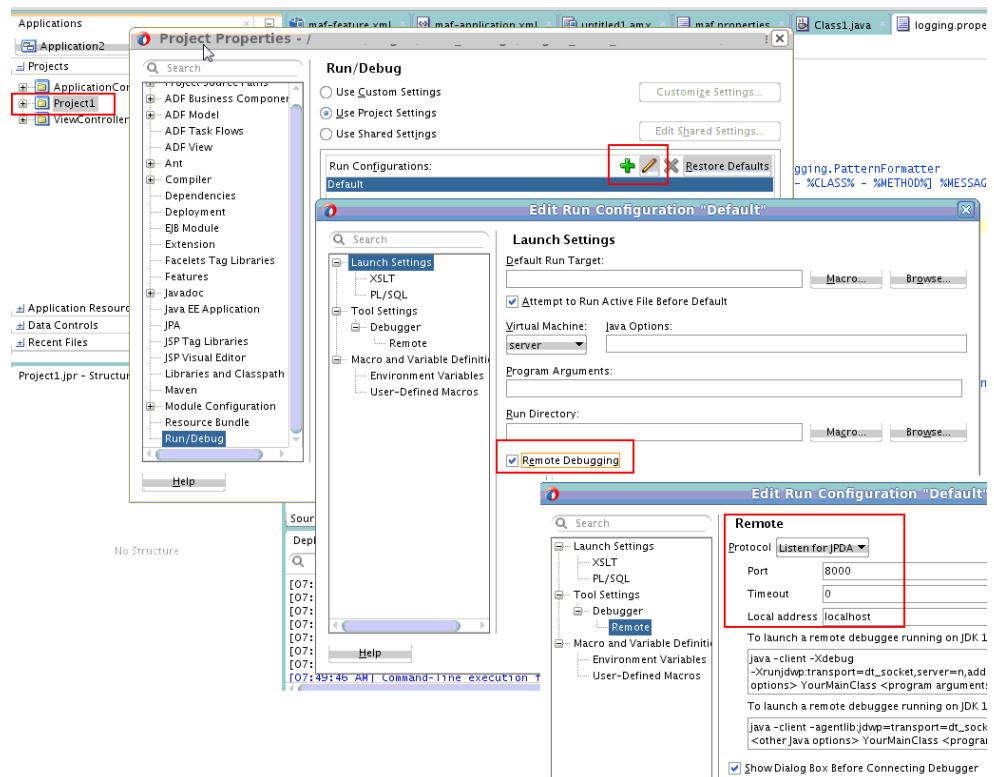 Applications
maf-feature.xml
maf-application.xml
untitled1.amx
maf.properties
Class1.java
logging.prope
Application2
Projects
ApplicationCor
Project1
ViewController
Application Resourc
Data Controls
Recent Files
Project1.jpr - Structur
No Structure
Project Properties - /
Search
Project Source Paths
ADF Business Componer
ADF Model
ADF Task Flows
ADF View
Ant
Compiler
Dependencies
Deployment
EJB Module
Extension
Facelets Tag Libraries
Features
Javadoc
Java EE Application
JPA
JSP Tag Libraries
JSP Visual Editor
Libraries and Classpath
Maven
Module Configuration
Resource Bundle
Run/Debug
Help
Run/Debug
Use Custom Settings
Customize Settings...
Use Project Settings
Use Shared Settings
Edit Shared Settings...
Run Configurations:
Restore Defaults
Default
gging.PatternFormatter
- %CLASS% - %METHOD%] %MESSAG
Edit Run Configuration "Default"
Search
Launch Settings
XSLT
PL/SQL
Tool Settings
Debugger
Remote
Macro and Variable Definitio
Environment Variables
User-Defined Macros
Help
Launch Settings
Default Run Target:
Macro... Browse...
Attempt to Run Active File Before Default
Virtual Machine: Java Options:
server
Program Arguments:
Run Directory:
Macro... Browse...
Remote Debugging
Sour
Depl
[07:
[07:
[07:
[07:
[07:
[07:
[07:
[07:49:46 AM] Command-line execution f
Edit Run Configuration "Default"
Search
Launch Settings
XSLT
PL/SQL
Tool Settings
Debugger
Remote
Macro and Variable Definitio
Environment Variables
User-Defined Macros
Remote
Protocol Listen for JPDA
Port 8000
Timeout 0
Local address localhost
To launch a remote debuggee running on JDK 1
java -client -Xdebug
-Xrunjdwp:transport=dt_socket,server=n,add
options> YourMainClass <program arguments
To launch a remote debuggee running on JDK 1
java -client -agentlib:jdwp=transport=dt_sock
<other Java options> YourMainClass <progran
Show Dialog Box Before Connecting Debugger